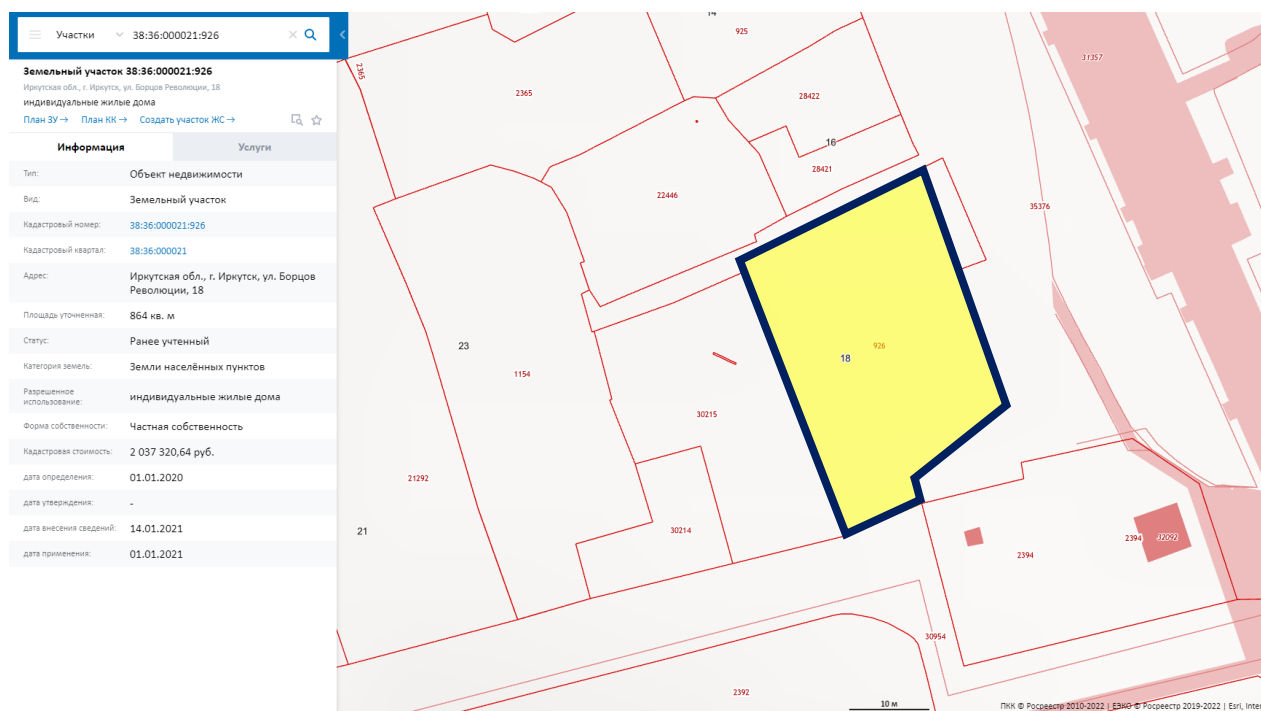 Участки 38:36:000021:926
Земельный участок 38:36:000021:926
Иркутская обл., г. Иркутск, ул. Борцов Революции, 18
индивидуальные жилые дома
План ЗУ → План КК → Создать участок ЖС →
Информация Услуги
Тип: Объект недвижимости
Вид: Земельный участок
Кадастровый номер: 38:36:000021:926
Кадастровый квартал: 38:36:000021
Адрес: Иркутская обл., г. Иркутск, ул. Борцов
Революции, 18
Площадь уточненная: 864 кв. м
Статус: Ранее учтенный
Категория земель: Земли населённых пунктов
Разрешенное
использование: индивидуальные жилые дома
Форма собственности: Частная собственность
Кадастровая стоимость: 2 037 320,64 руб.
дата определения: 01.01.2020
дата утверждения: -
дата внесения сведений: 14.01.2021
дата применения: 01.01.2021
14
925
2365
2365
31357
28422
16
28421
22446
35376
23
1154
926
18
30215
21292
21
30214
2394
2394
32092
30954
2392
10 м
ПКК © Росреестр 2010-2022 | ЕЭКО © Росреестр 2019-2022 | Esri, Inter